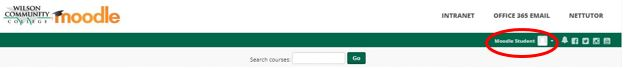 WILSON
COMMUNITY
COLLEGE
moodle
INTRANET OFFICE 365 EMAIL NETTUTOR
Moodle Student
Search courses: Go